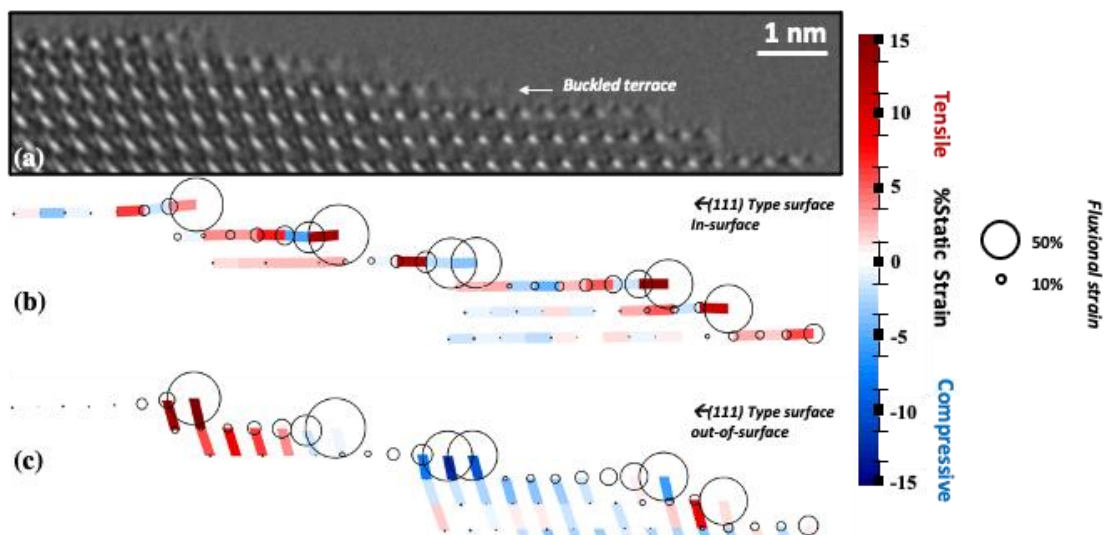 1 nm
Buckled terrace
(a)
←(111) Type surface
In-surface
(b)
←(111) Type surface
out-of-surface
(c)
15
10
5
0
-5
-10
-15
Tensile
%Static Strain
Compressive
50%
10%
Fluxional strain